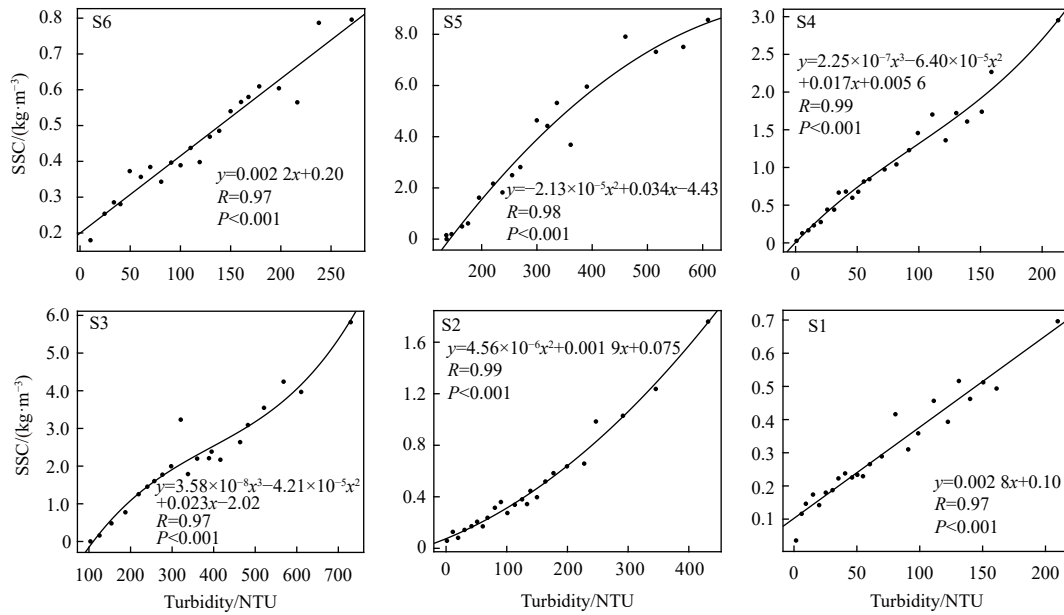 S6
SSC/(kg·m⁻³)
0.8
0.6
0.4
0.2
0 50 100 150 200 250
y=0.002 2x+0.20
R=0.97
P<0.001
S5
8.0
6.0
4.0
2.0
0
200 300 400 500 600
y=−2.13×10⁻⁵x²+0.034x−4.43
R=0.98
P<0.001
S4
3.0
2.5
2.0
1.5
1.0
0.5
0
0 50 100 150 200
y=2.25×10⁻⁷x³−6.40×10⁻⁵x²
+0.017x+0.005 6
R=0.99
P<0.001
S3
SSC/(kg·m⁻³)
6.0
5.0
4.0
3.0
2.0
1.0
0
100 200 300 400 500 600 700
Turbidity/NTU
y=3.58×10⁻⁸x³−4.21×10⁻⁵x²
+0.023x−2.02
R=0.97
P<0.001
S2
1.6
1.2
0.8
0.4
0
0 100 200 300 400
Turbidity/NTU
y=4.56×10⁻⁶x²+0.001 9x+0.075
R=0.99
P<0.001
S1
0.7
0.6
0.5
0.4
0.3
0.2
0.1
0 50 100 150 200
Turbidity/NTU
y=0.002 8x+0.10
R=0.97
P<0.001